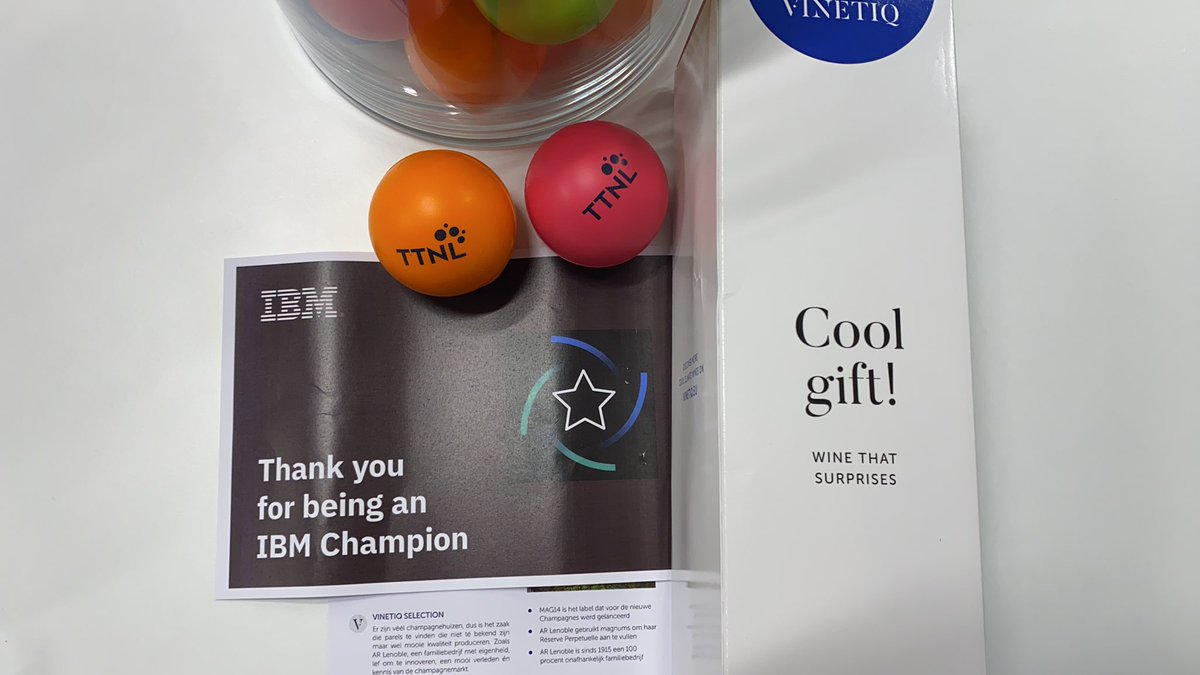 VINETIQ
TTNL
TTNL
IBM
Thank you
for being an
IBM Champion
Cool
gift!
WINE THAT
SURPRISES
VINETIQ SELECTION
Er zijn véél champagnehuizen, dus is het zaak
die parels te vinden die niet té bekend zijn
maar wel mooie kwaliteit produceren. Zoals
AR Lenoble, een familiebedrijf met eigenheid,
lef om te innoveren, een mooi verleden én
kennis van de champagnemarkt.
V
MAG14 is het label dat voor de nieuwe
Champagnes werd gelanceerd
AR Lenoble gebruikt magnums om haar
Réserve Perpetuelle aan te vullen
AR Lenoble is sinds 1915 een 100
procent onafhankelijk familiebedrijf